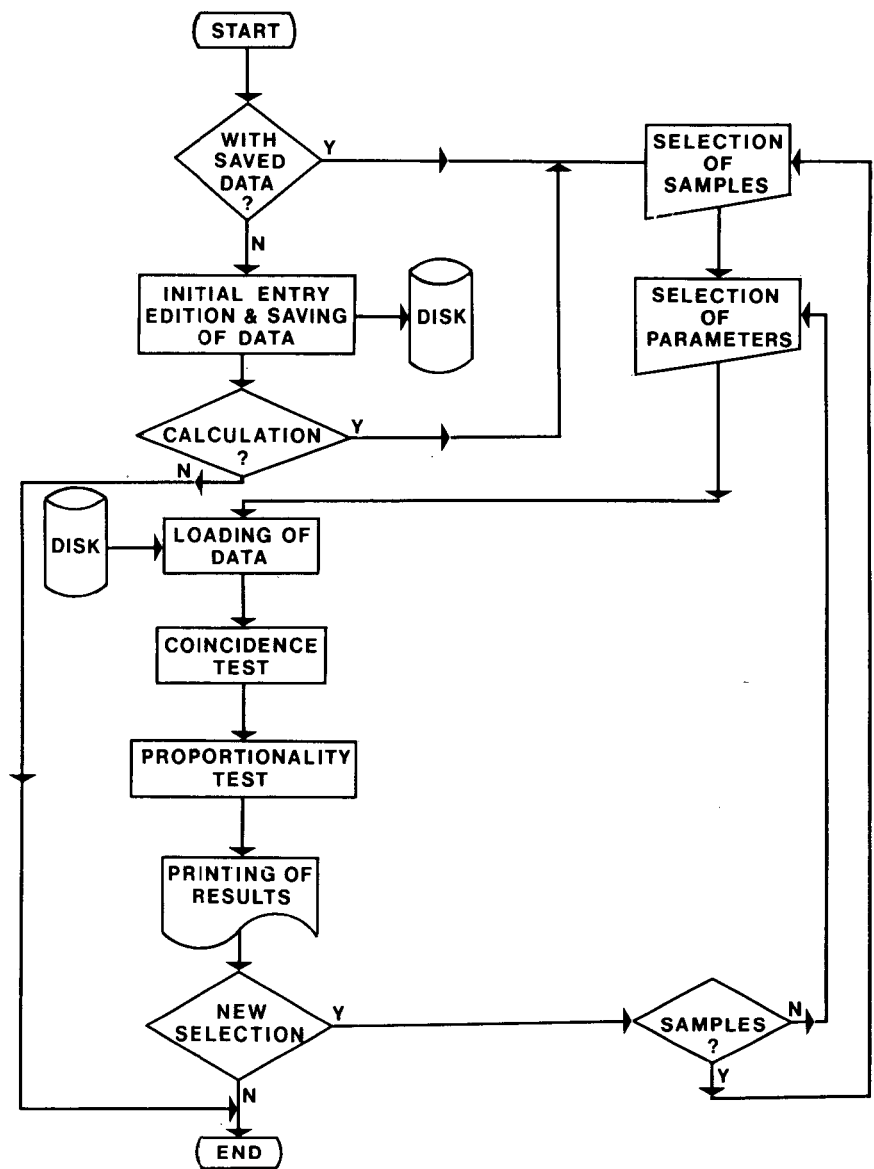 START
WITH
SAVED
DATA
?
Y
N
SELECTION
OF
SAMPLES
INITIAL ENTRY
EDITION & SAVING
OF DATA
DISK
SELECTION
OF
PARAMETERS
CALCULATION
?
Y
N
DISK
LOADING OF
DATA
COINCIDENCE
TEST
PROPORTIONALITY
TEST
PRINTING OF
RESULTS
NEW
SELECTION
Y
N
SAMPLES
?
N
Y
END